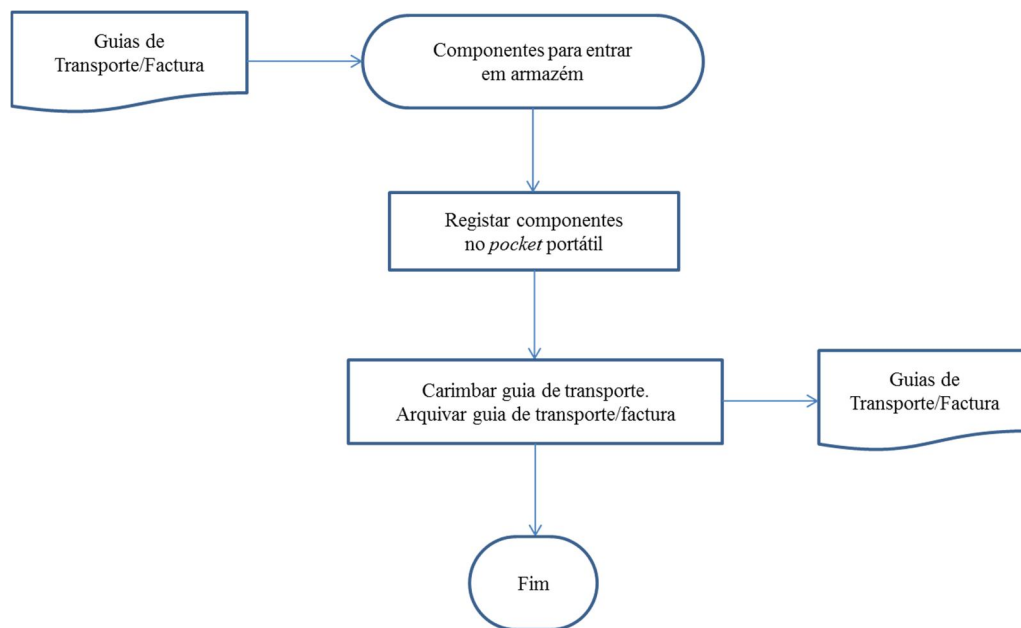 Guias de
Transporte/Factura
Componentes para entrar
em armazém
Registar componentes
no pocket portátil
Carimbar guia de transporte.
Arquivar guia de transporte/factura
Guias de
Transporte/Factura
Fim